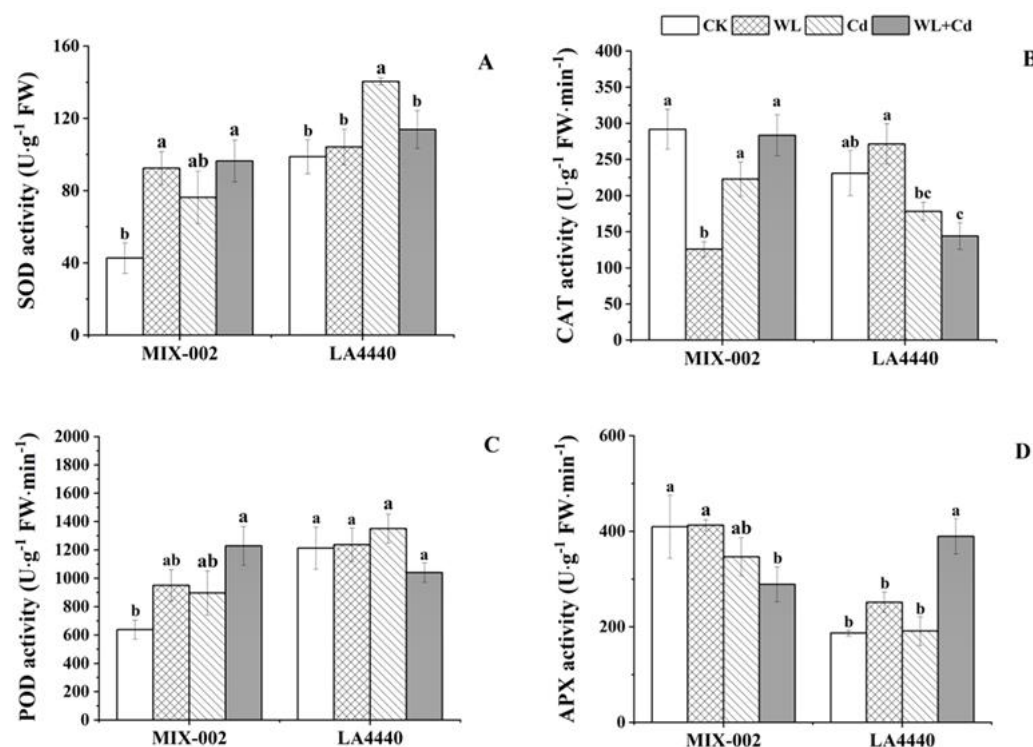 CK WL Cd WL+Cd
A
SOD activity (U·g⁻¹ FW)
160
120
80
40
0
b a ab a b b a b
MIX-002 LA4440
B
CAT activity (U·g⁻¹ FW·min⁻¹)
400
350
300
250
200
150
100
50
0
a b a a ab a bc c
MIX-002 LA4440
C
POD activity (U·g⁻¹ FW·min⁻¹)
2000
1800
1600
1400
1200
1000
800
600
400
200
0
b ab ab a a a a a
MIX-002 LA4440
D
APX activity (U·g⁻¹ FW·min⁻¹)
600
400
200
0
a a ab b b b b a
MIX-002 LA4440